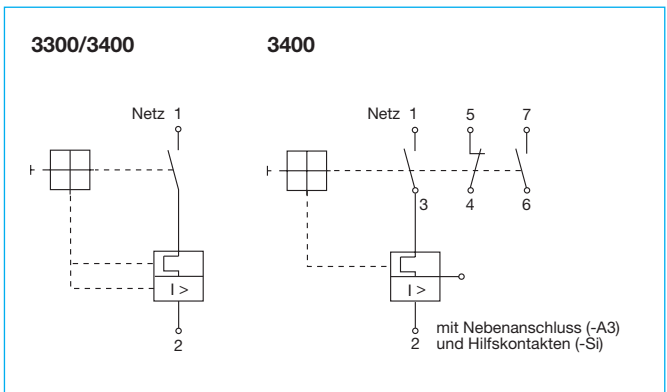 3300/3400
3400
Netz 1
Netz 1 5 7
3 4 6
I >
I >
2
2
mit Nebenanschluss (-A3)
und Hilfskontakten (-Si)